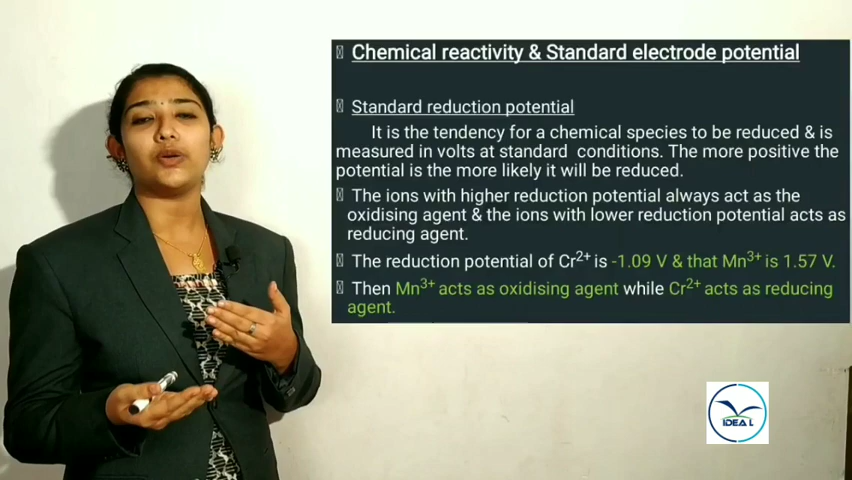 Chemical reactivity & Standard electrode potential
Standard reduction potential
It is the tendency for a chemical species to be reduced & is
measured in volts at standard conditions. The more positive the
potential is the more likely it will be reduced.
The ions with higher reduction potential always act as the
oxidising agent & the ions with lower reduction potential acts as
reducing agent.
The reduction potential of Cr²⁺ is -1.09 V & that Mn³⁺ is 1.57 V.
Then Mn³⁺ acts as oxidising agent while Cr²⁺ acts as reducing
agent.
IDEAL